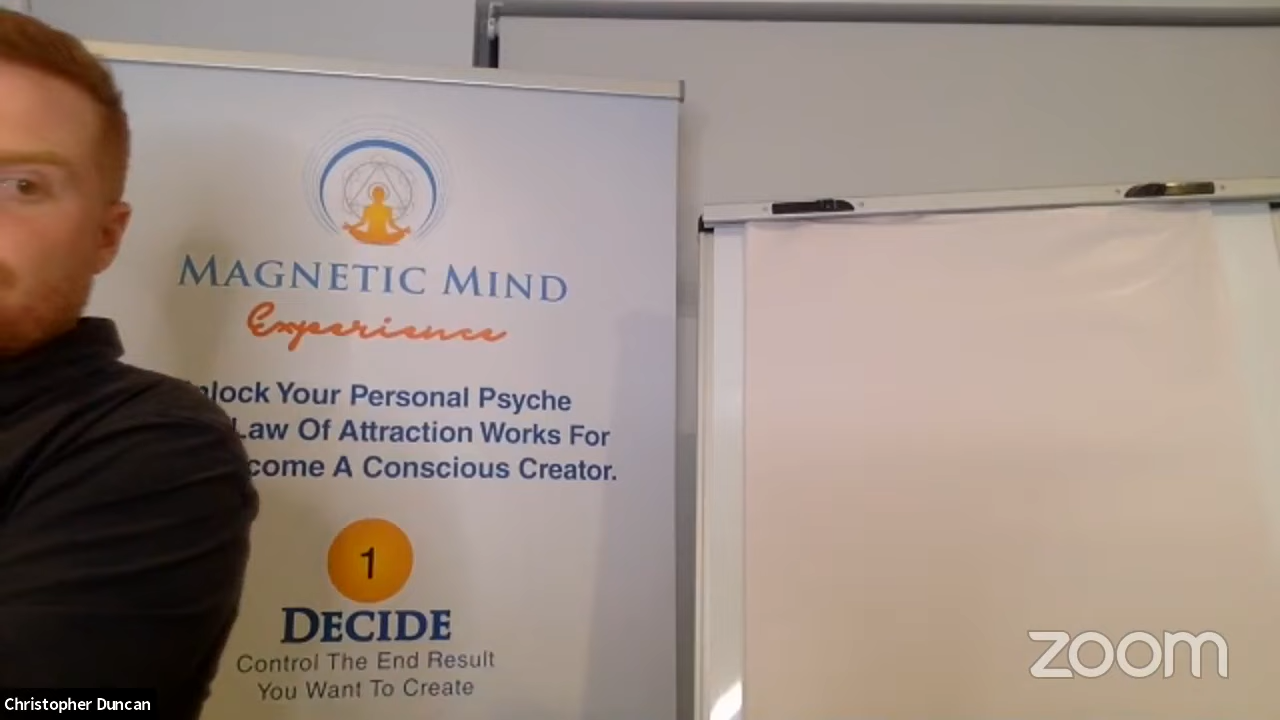 MAGNETIC MIND
Experience
nlock Your Personal Psyche
Law Of Attraction Works For
come A Conscious Creator.
1
DECIDE
Control The End Result
You Want To Create
zoom
Christopher Duncan